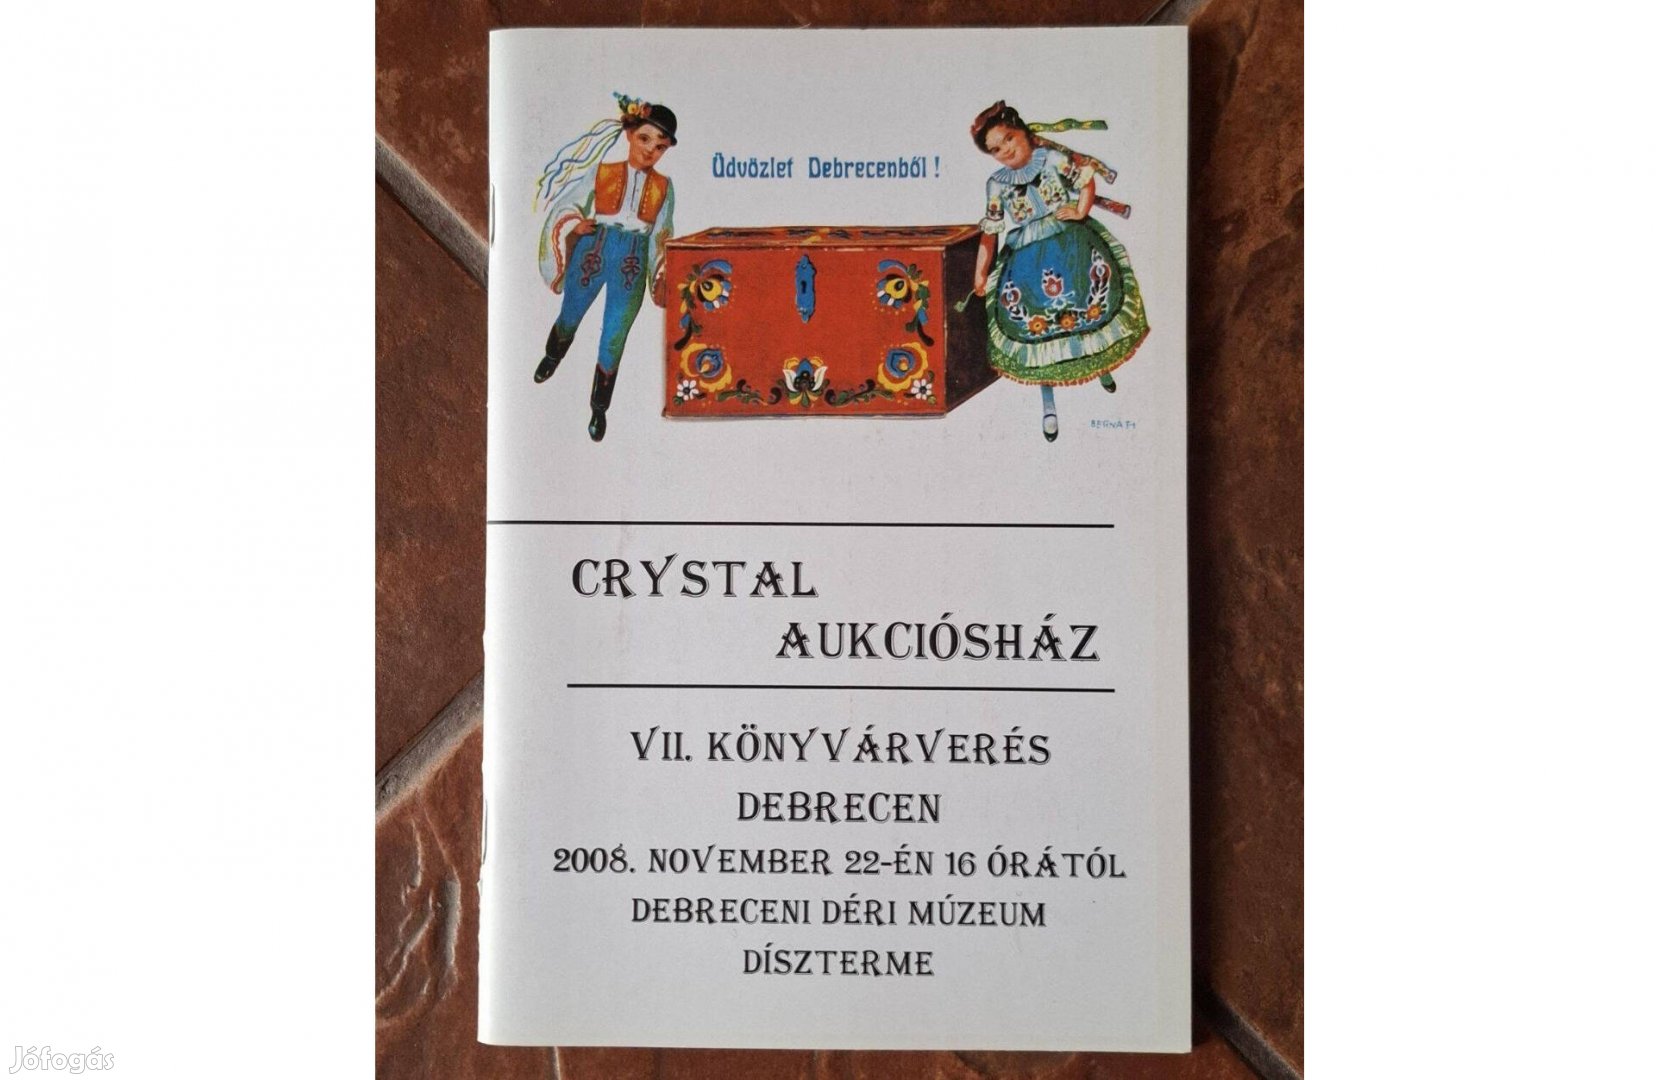 Üdvözlet Debrecenből!
BERNÁTH
CRYSTAL
AUKCIÓSHÁZ
VII. KÖNYVÁRVERÉS
DEBRECEN
2008. NOVEMBER 22-ÉN 16 ÓRÁTÓL
DEBRECENI DÉRI MÚZEUM
DÍSZTERME
Jófogás